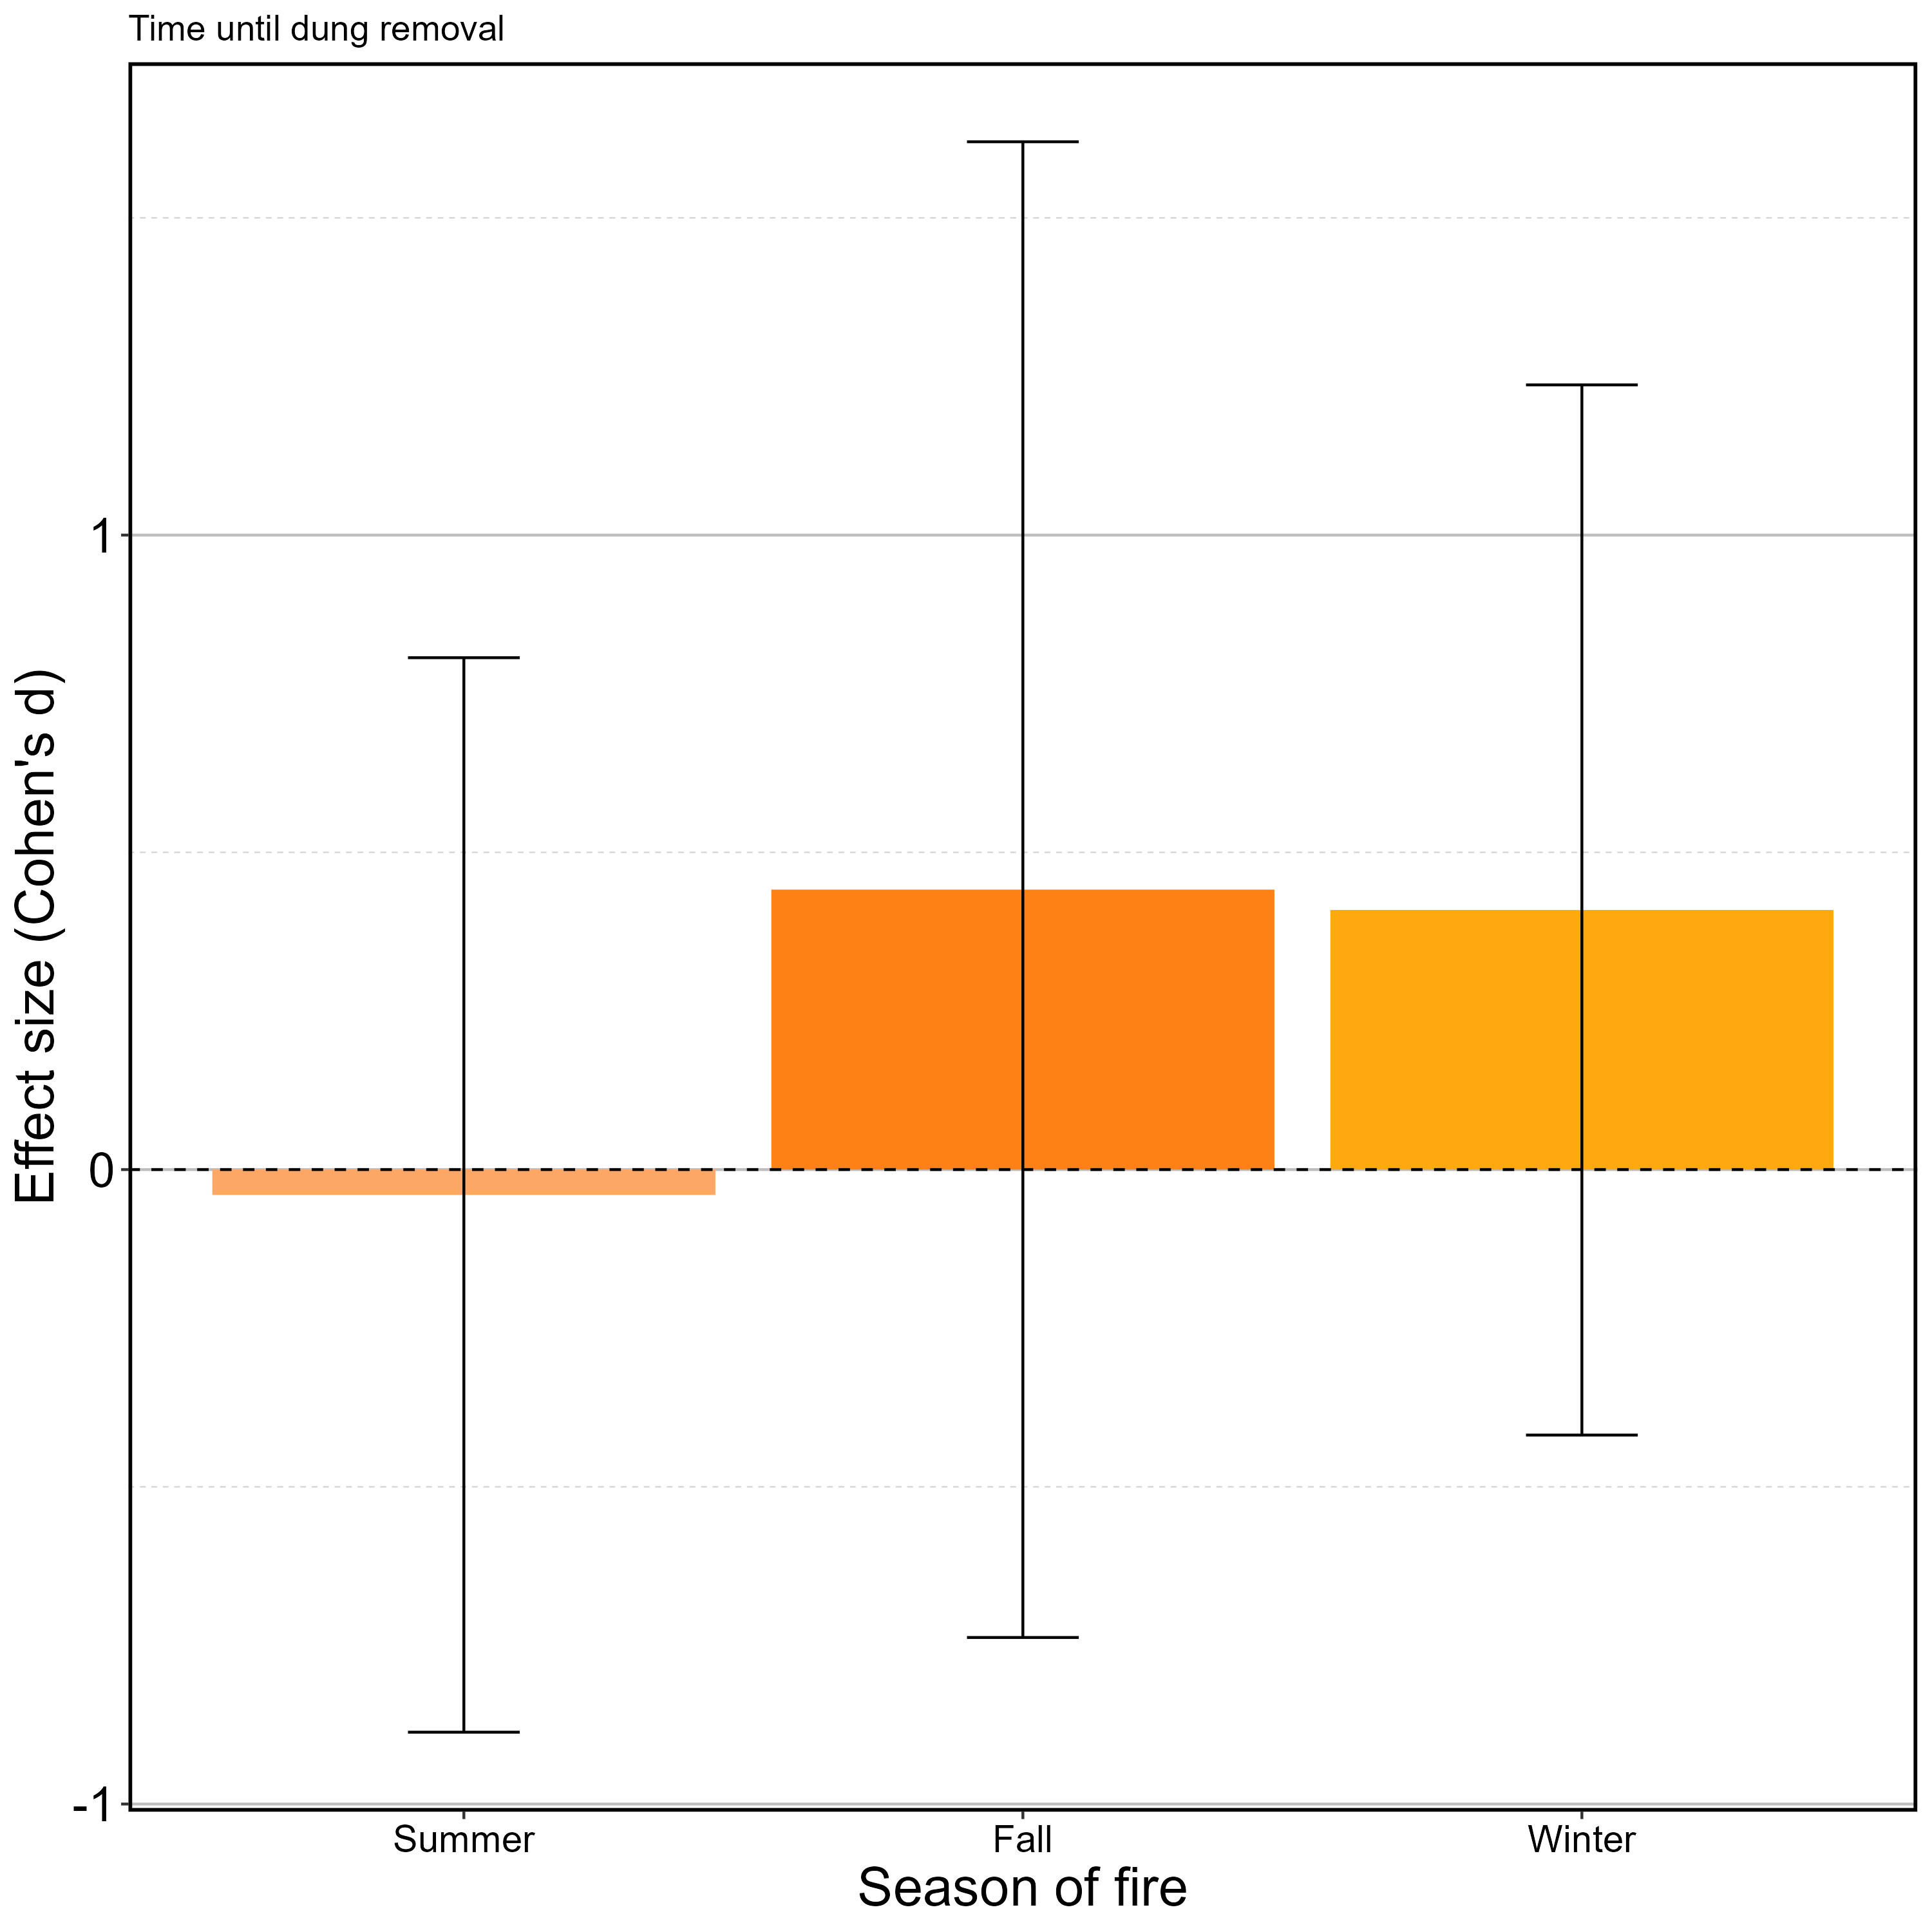 Time until dung removal
Effect size (Cohen's d)
1
0
-1
Summer
Fall
Winter
Season of fire